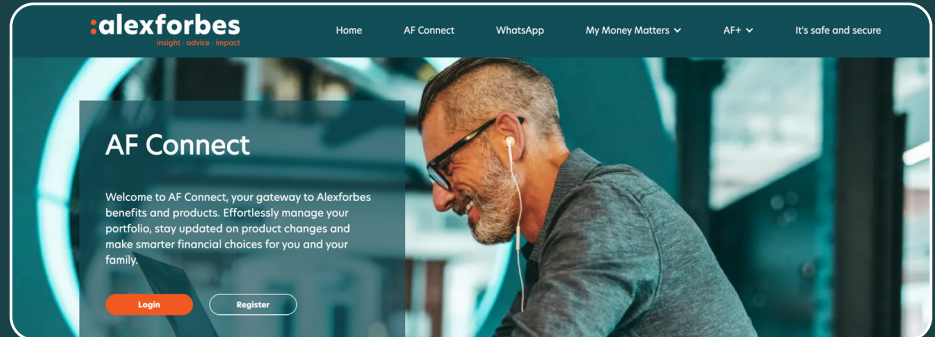 :alexforbes
insight · advice · impact
Home
AF Connect
WhatsApp
My Money Matters
AF+
It's safe and secure
AF Connect
Welcome to AF Connect, your gateway to Alexforbes
benefits and products. Effortlessly manage your
portfolio, stay updated on product changes and
make smarter financial choices for you and your
family.
Login
Register